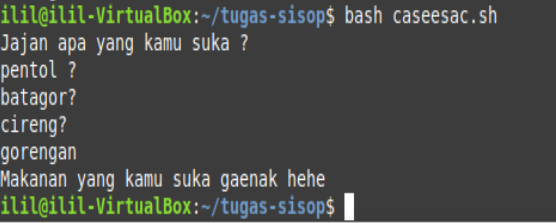 ilil@ilil-VirtualBox:~/tugas-sisop$ bash caseesac.sh
Jajan apa yang kamu suka ?
pentol ?
batagor?
cireng?
gorengan
Makanan yang kamu suka gaenak hehe
ilil@ilil-VirtualBox:~/tugas-sisop$